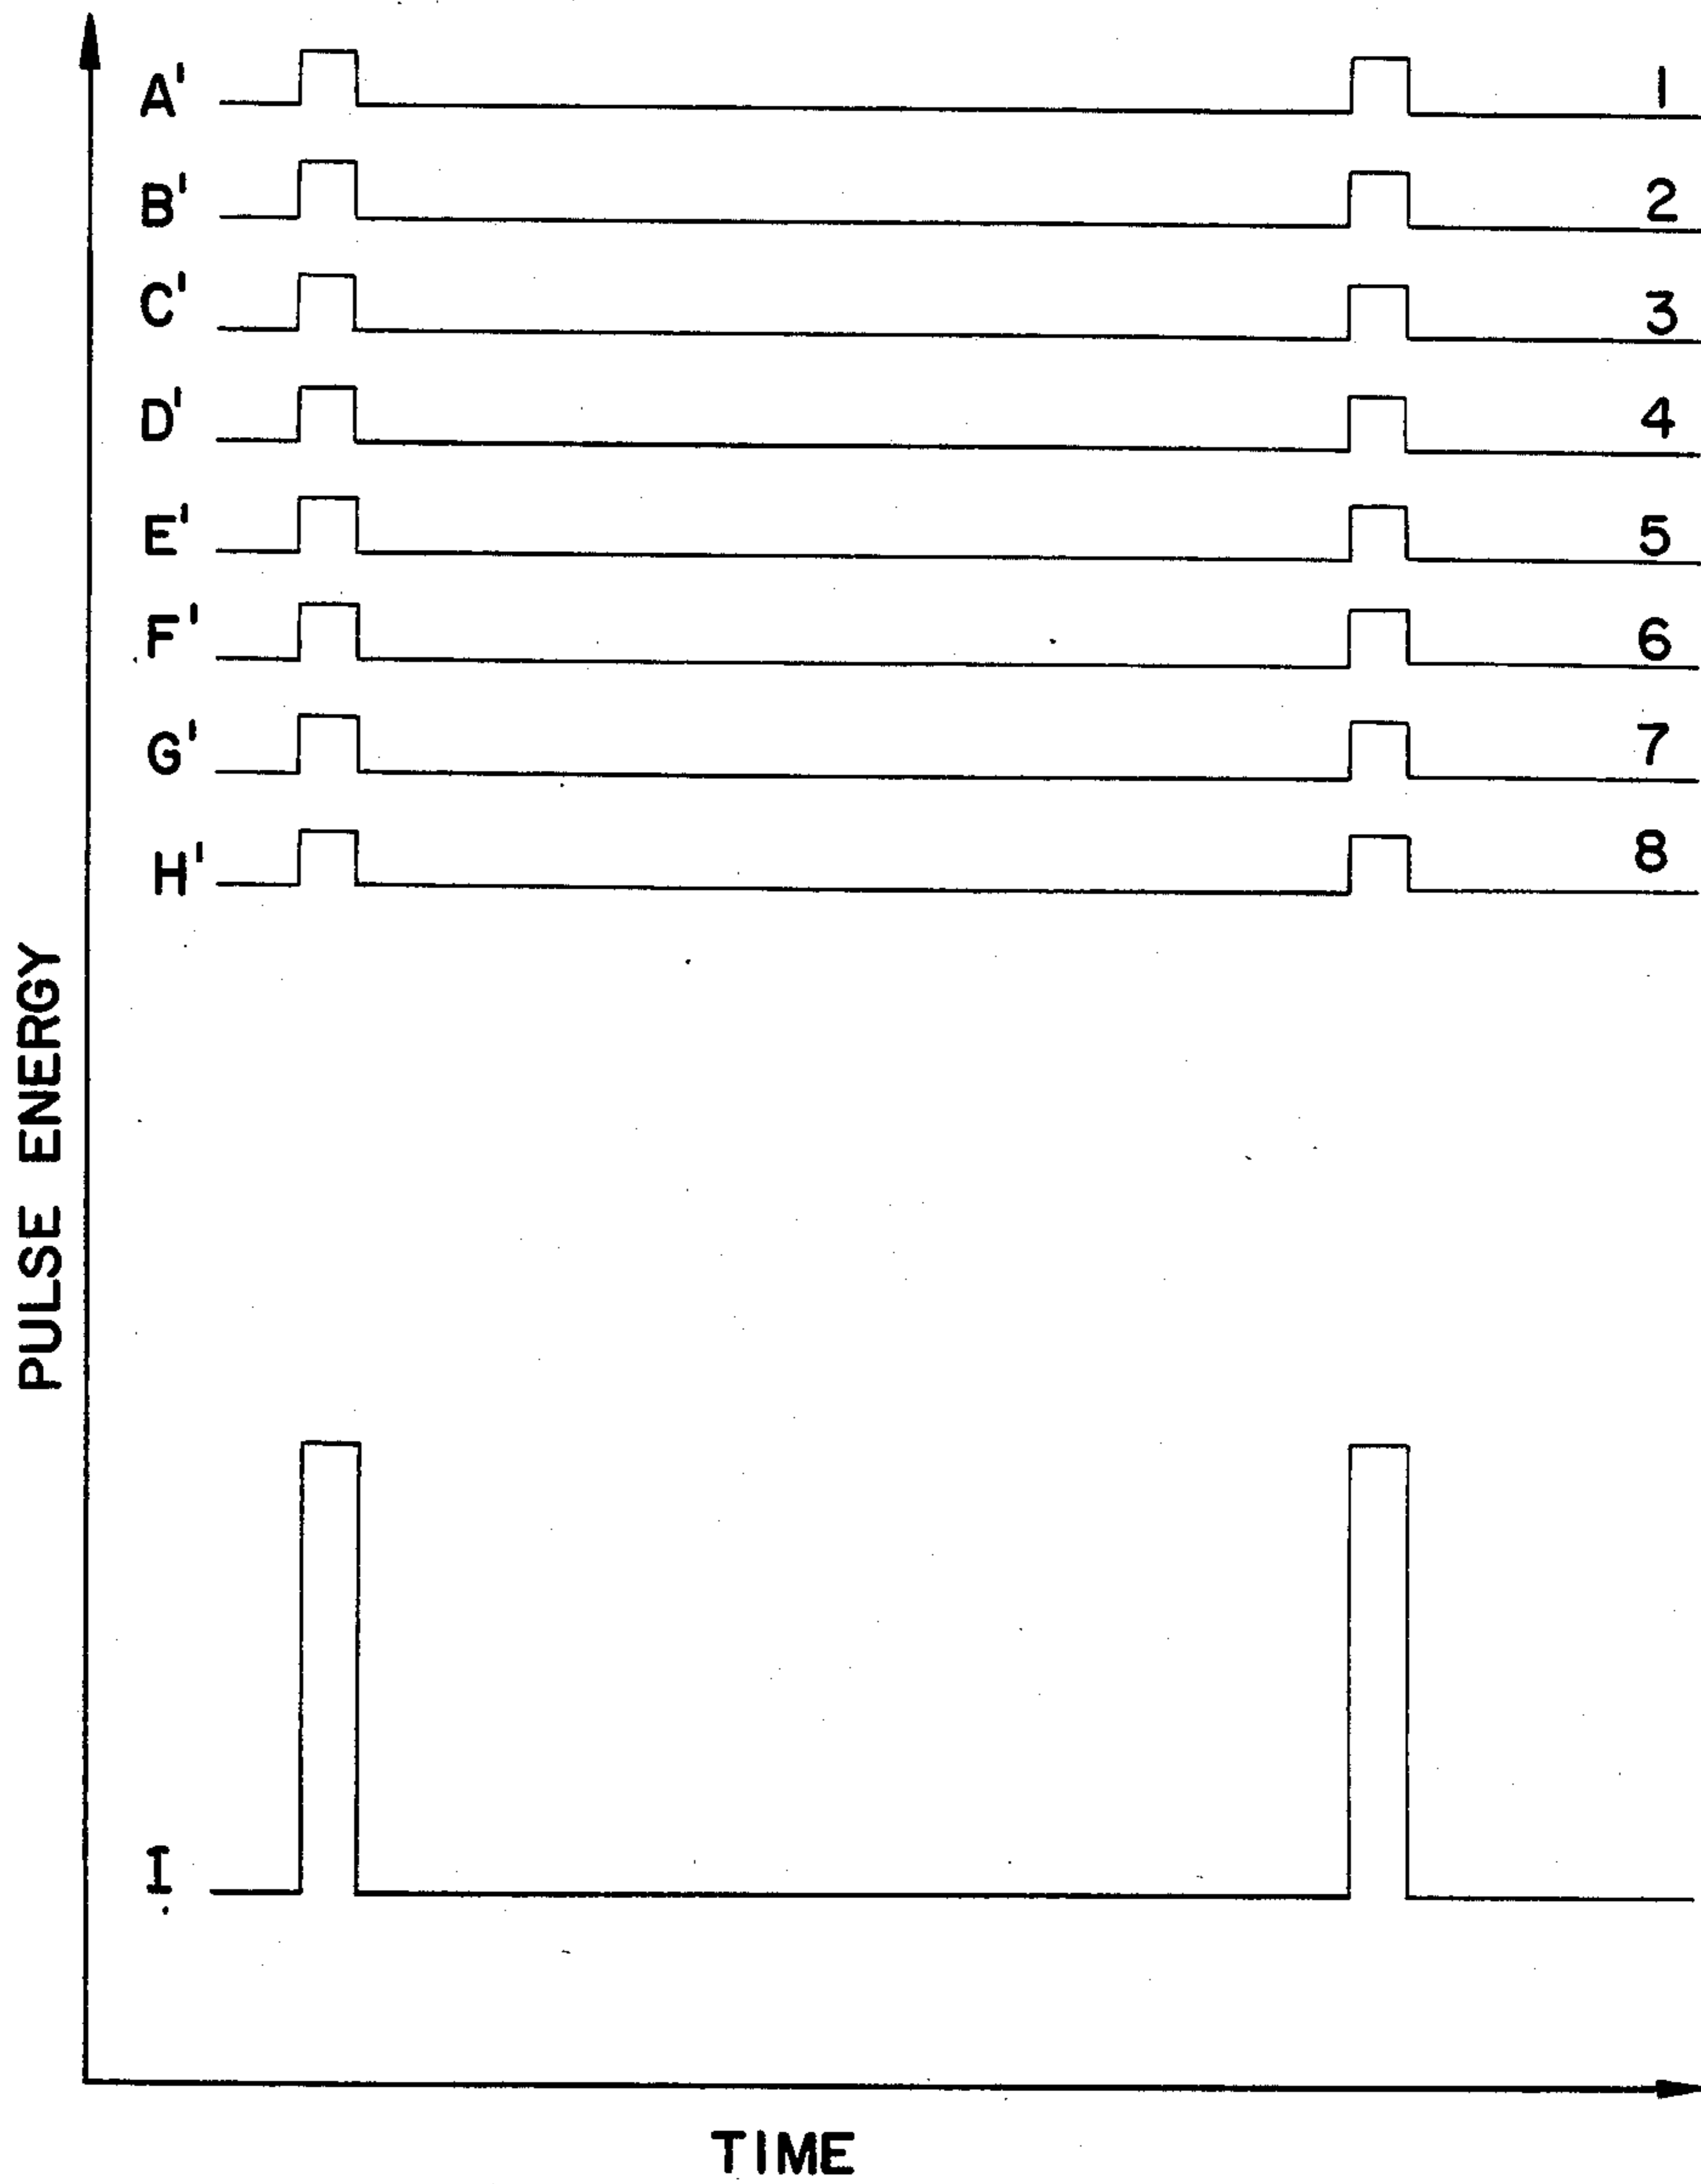 A' 1
B' 2
C' 3
D' 4
E' 5
F' 6
G' 7
H' 8
PULSE ENERGY
I
TIME